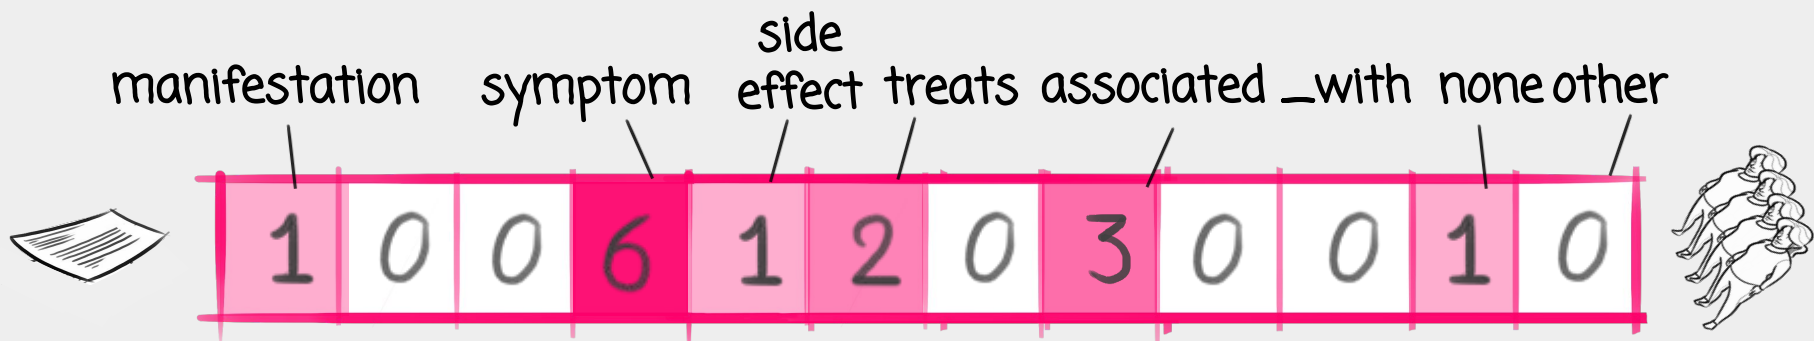 side
manifestation symptom effect treats associated _with none other
1 0 0 6 1 2 0 3 0 0 1 0